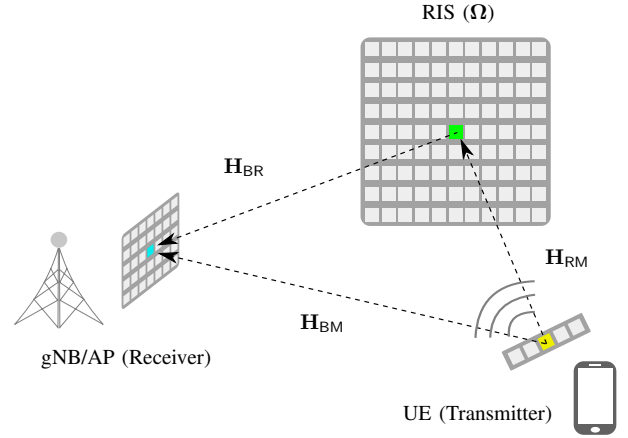 RIS (Ω)
H_BR
H_RM
H_BM
gNB/AP (Receiver)
UE (Transmitter)